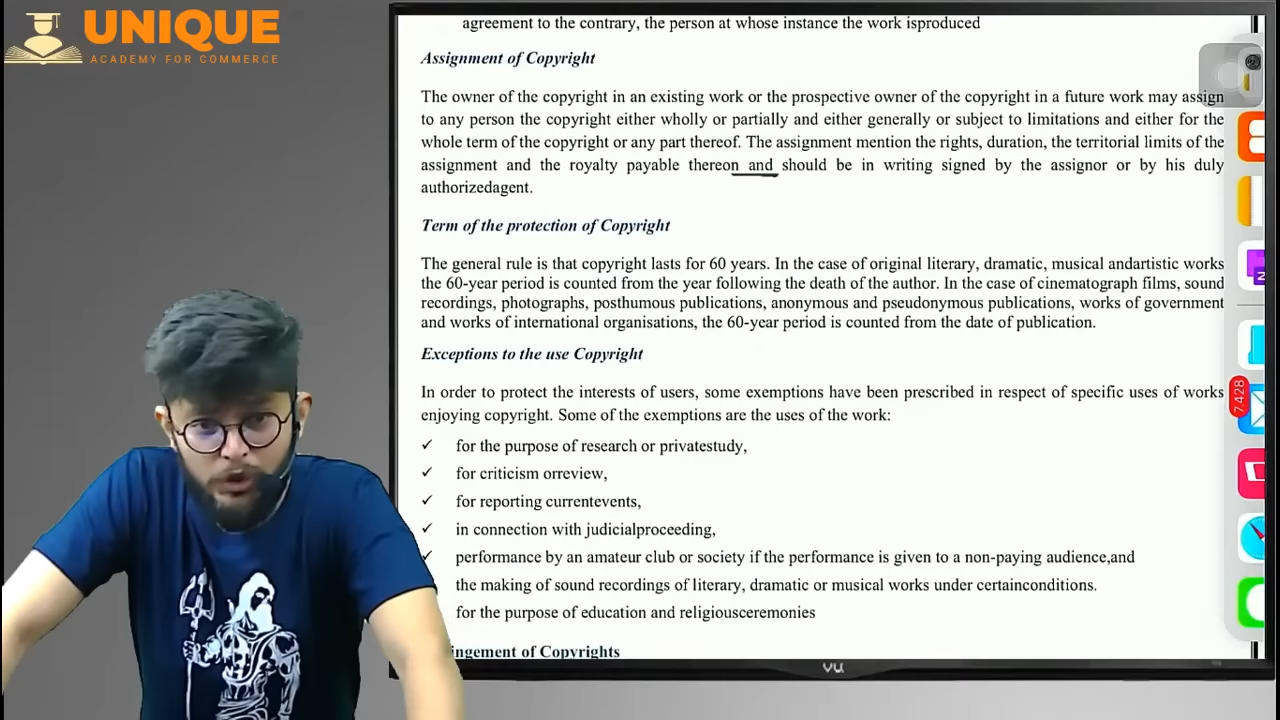 UNIQUE
ACADEMY FOR COMMERCE
agreement to the contrary, the person at whose instance the work isproduced
Assignment of Copyright
The owner of the copyright in an existing work or the prospective owner of the copyright in a future work may assign
to any person the copyright either wholly or partially and either generally or subject to limitations and either for the
whole term of the copyright or any part thereof. The assignment mention the rights, duration, the territorial limits of the
assignment and the royalty payable thereon and should be in writing signed by the assignor or by his duly
authorizedagent.
Term of the protection of Copyright
The general rule is that copyright lasts for 60 years. In the case of original literary, dramatic, musical andartistic works
the 60-year period is counted from the year following the death of the author. In the case of cinematograph films, sound
recordings, photographs, posthumous publications, anonymous and pseudonymous publications, works of government
and works of international organisations, the 60-year period is counted from the date of publication.
Exceptions to the use Copyright
In order to protect the interests of users, some exemptions have been prescribed in respect of specific uses of works
enjoying copyright. Some of the exemptions are the uses of the work:
✓ for the purpose of research or privatestudy,
✓ for criticism orreview,
✓ for reporting currentevents,
✓ in connection with judicialproceeding,
✓ performance by an amateur club or society if the performance is given to a non-paying audience,and
the making of sound recordings of literary, dramatic or musical works under certainconditions.
for the purpose of education and religiousceremonies
ingement of Copyrights
7,428
N
VU